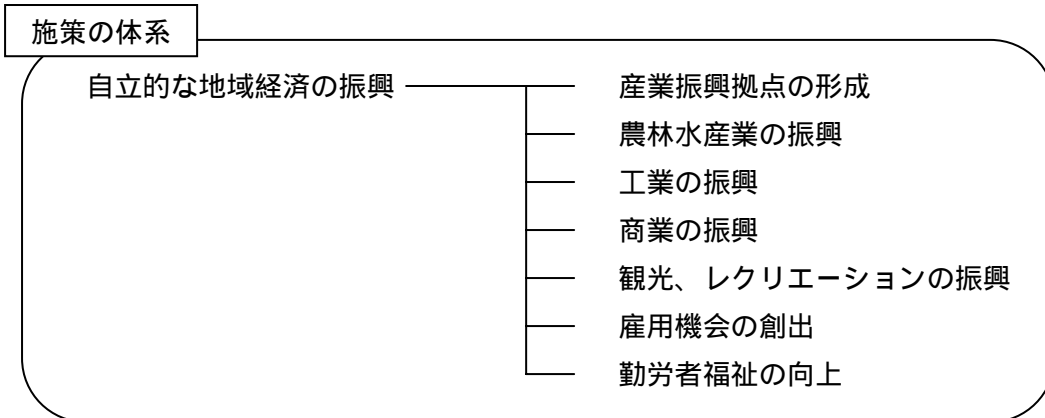 施策の体系
自立的な地域経済の振興
産業振興拠点の形成
農林水産業の振興
工業の振興
商業の振興
観光、レクリエーションの振興
雇用機会の創出
勤労者福祉の向上